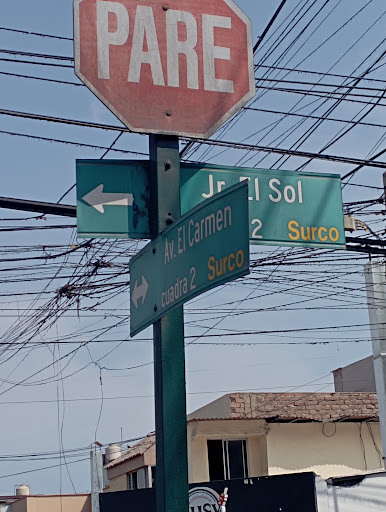 PARE
Jr. El Sol
2 Surco
Av. El Carmen
cuadra 2 Surco